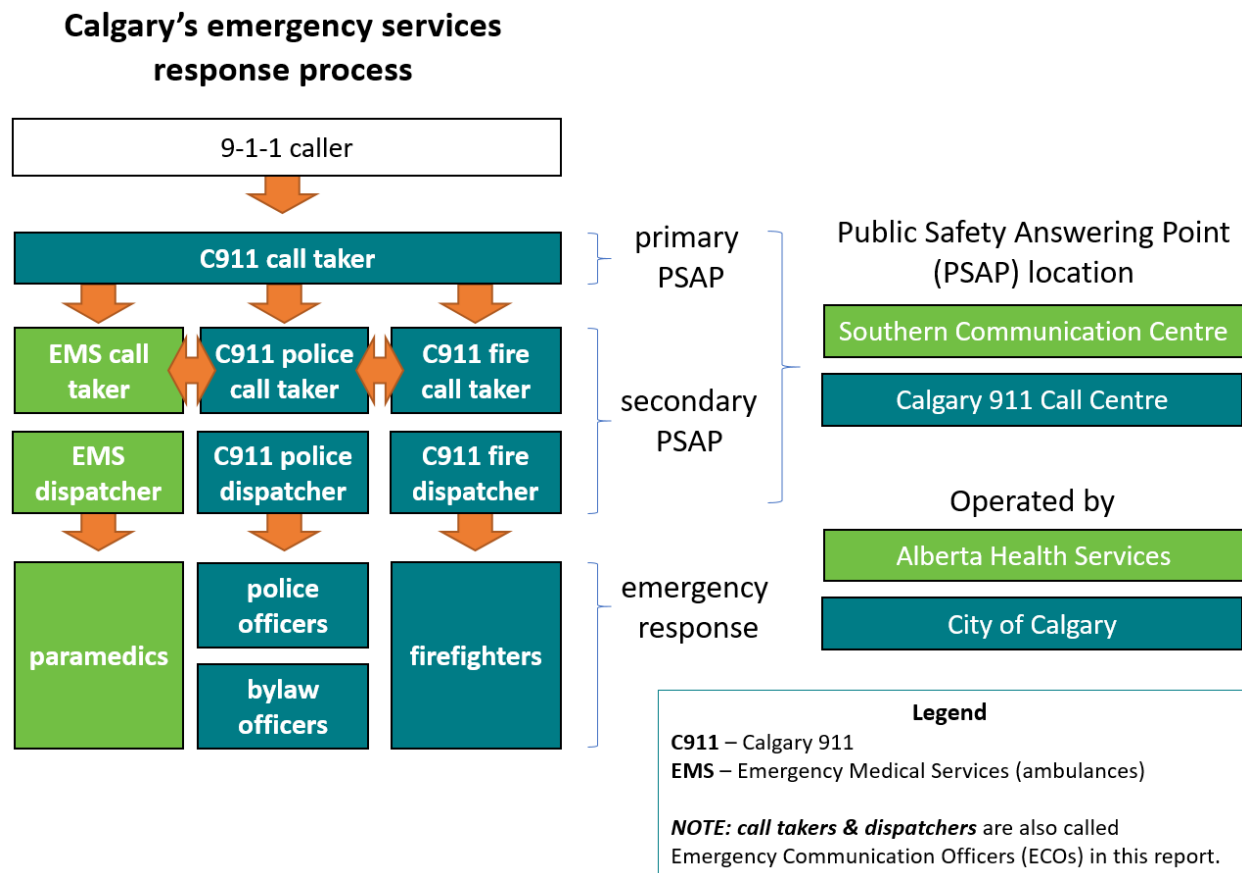 Calgary’s emergency services
response process
9-1-1 caller
C911 call taker
primary
PSAP
EMS call
taker
C911 police
call taker
C911 fire
call taker
EMS
dispatcher
C911 police
dispatcher
C911 fire
dispatcher
secondary
PSAP
paramedics
police
officers
bylaw
officers
firefighters
emergency
response
Public Safety Answering Point
(PSAP) location
Southern Communication Centre
Calgary 911 Call Centre
Operated by
Alberta Health Services
City of Calgary
Legend
C911 – Calgary 911
EMS – Emergency Medical Services (ambulances)
NOTE: call takers & dispatchers are also called
Emergency Communication Officers (ECOs) in this report.